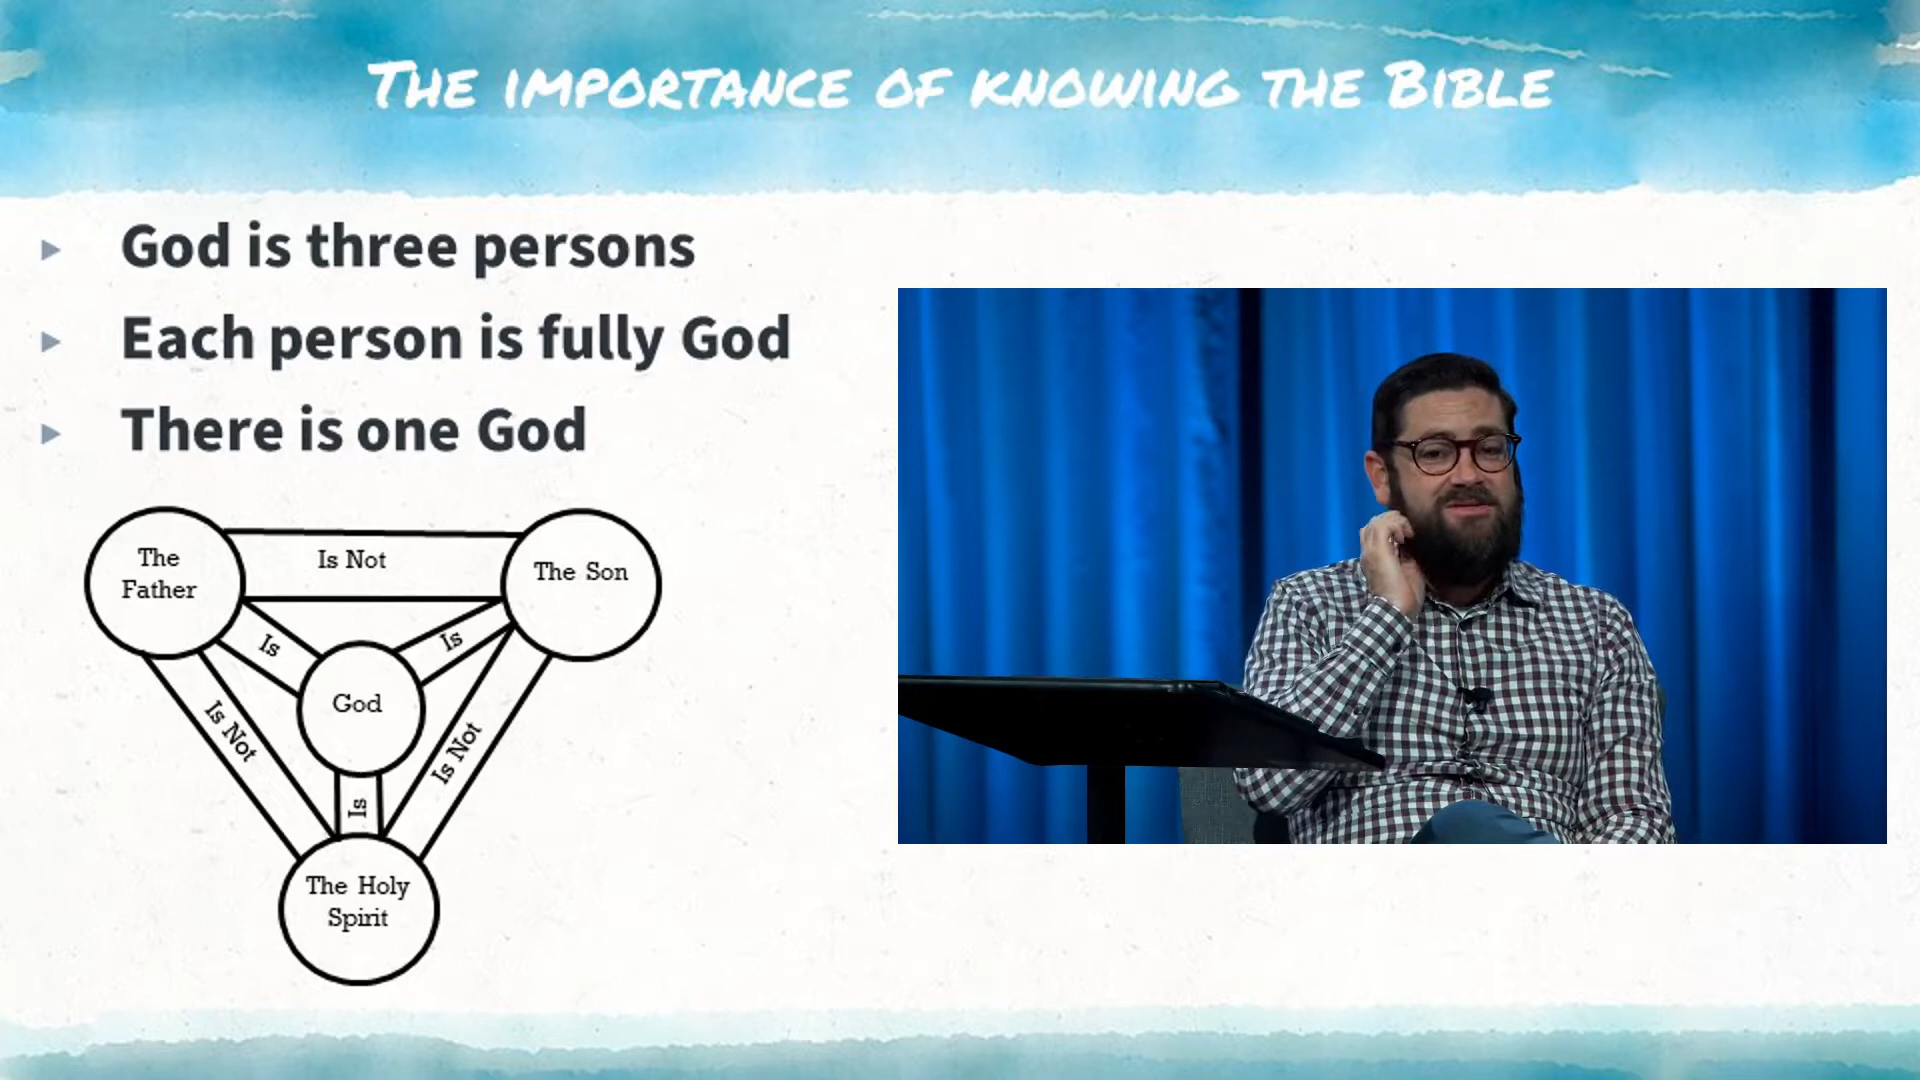 The importance of knowing the Bible
God is three persons
Each person is fully God
There is one God
The
Father
Is Not
The Son
Is
Is
God
Is Not
Is Not
Is
The Holy
Spirit